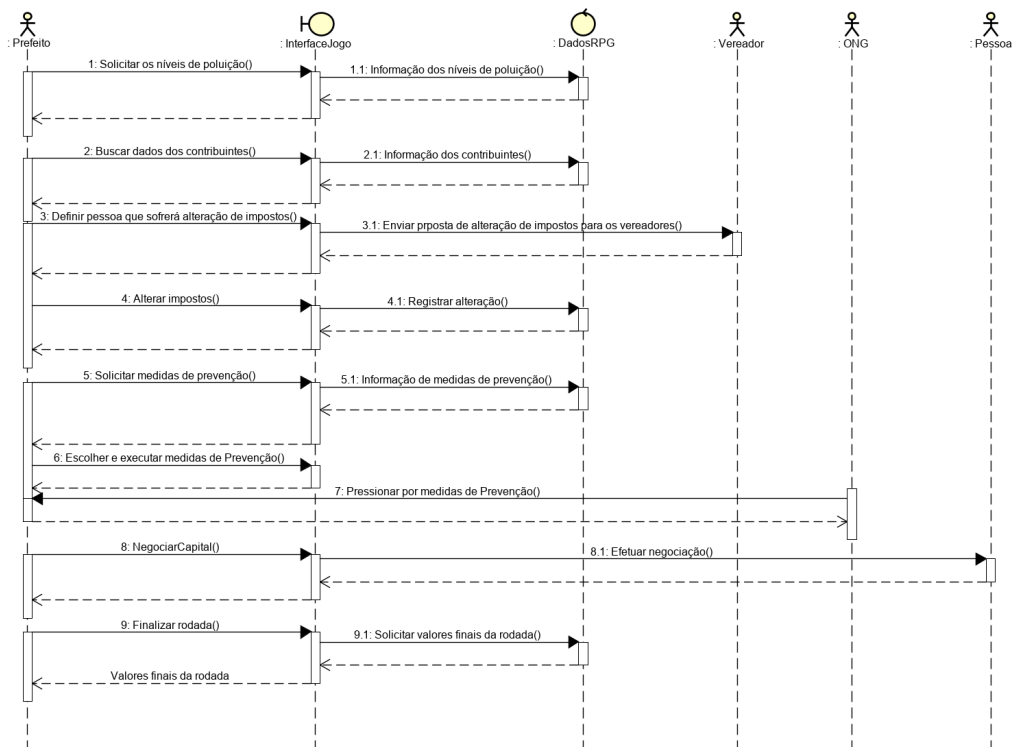 : Prefeito
: InterfaceJogo
: DadosRPG
: Vereador
: ONG
: Pessoa
1: Solicitar os níveis de poluição()
1.1: Informação dos níveis de poluição()
2: Buscar dados dos contribuintes()
2.1: Informação dos contribuintes()
3: Definir pessoa que sofrerá alteração de impostos()
3.1: Enviar prposta de alteração de impostos para os vereadores()
4: Alterar impostos()
4.1: Registrar alteração()
5: Solicitar medidas de prevenção()
5.1: Informação de medidas de prevenção()
6: Escolher e executar medidas de Prevenção()
7: Pressionar por medidas de Prevenção()
8: NegociarCapital()
8.1: Efetuar negociação()
9: Finalizar rodada()
9.1: Solicitar valores finais da rodada()
Valores finais da rodada